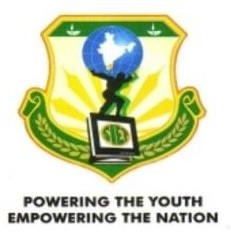 POWERING THE YOUTH
EMPOWERING THE NATION